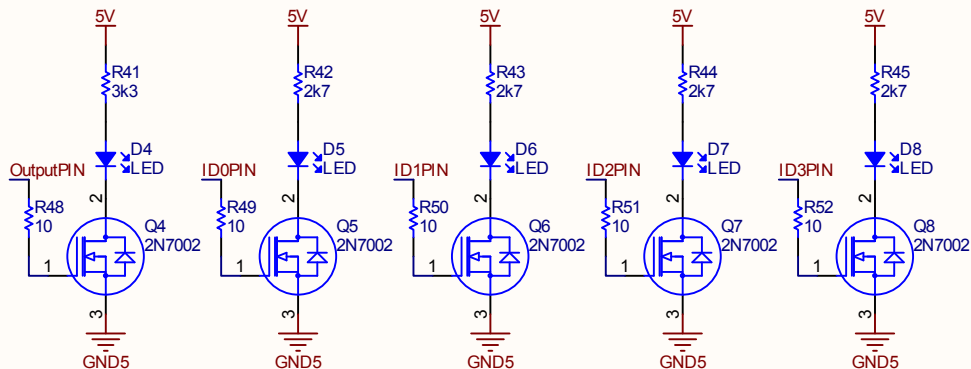 5V 5V 5V 5V 5V
R41 R42 R43 R44 R45
3k3 2k7 2k7 2k7 2k7
D4 D5 D6 D7 D8
LED LED LED LED LED
OutputPIN ID0PIN ID1PIN ID2PIN ID3PIN
2 2 2 2 2
R48 R49 R50 R51 R52
10 10 10 10 10
Q4 Q5 Q6 Q7 Q8
2N7002 2N7002 2N7002 2N7002 2N7002
1 1 1 1 1
3 3 3 3 3
GND5 GND5 GND5 GND5 GND5